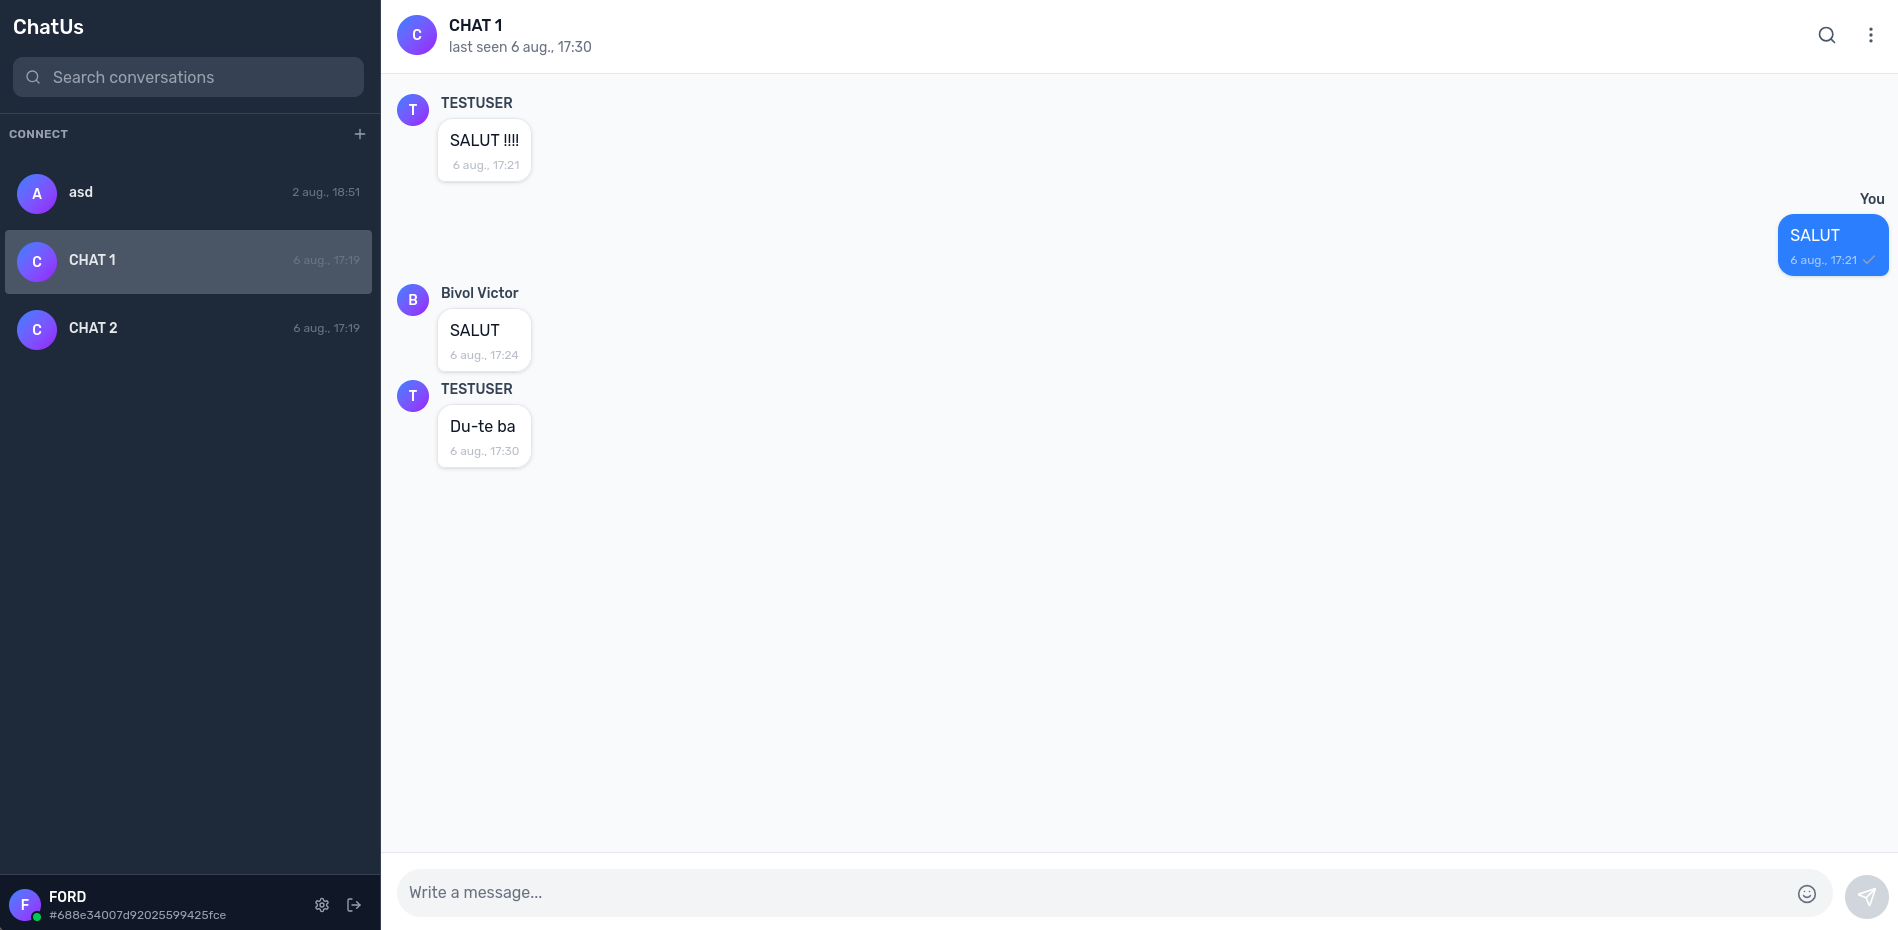 ChatUs
Search conversations
CONNECT
A
asd
2 aug., 18:51
C
CHAT 1
6 aug., 17:19
C
CHAT 2
6 aug., 17:19
F
FORD
#688e34007d92025599425fce
C
CHAT 1
last seen 6 aug., 17:30
T
TESTUSER
SALUT !!!!
6 aug., 17:21
You
SALUT
6 aug., 17:21
B
Bivol Victor
SALUT
6 aug., 17:24
T
TESTUSER
Du-te ba
6 aug., 17:30
Write a message...